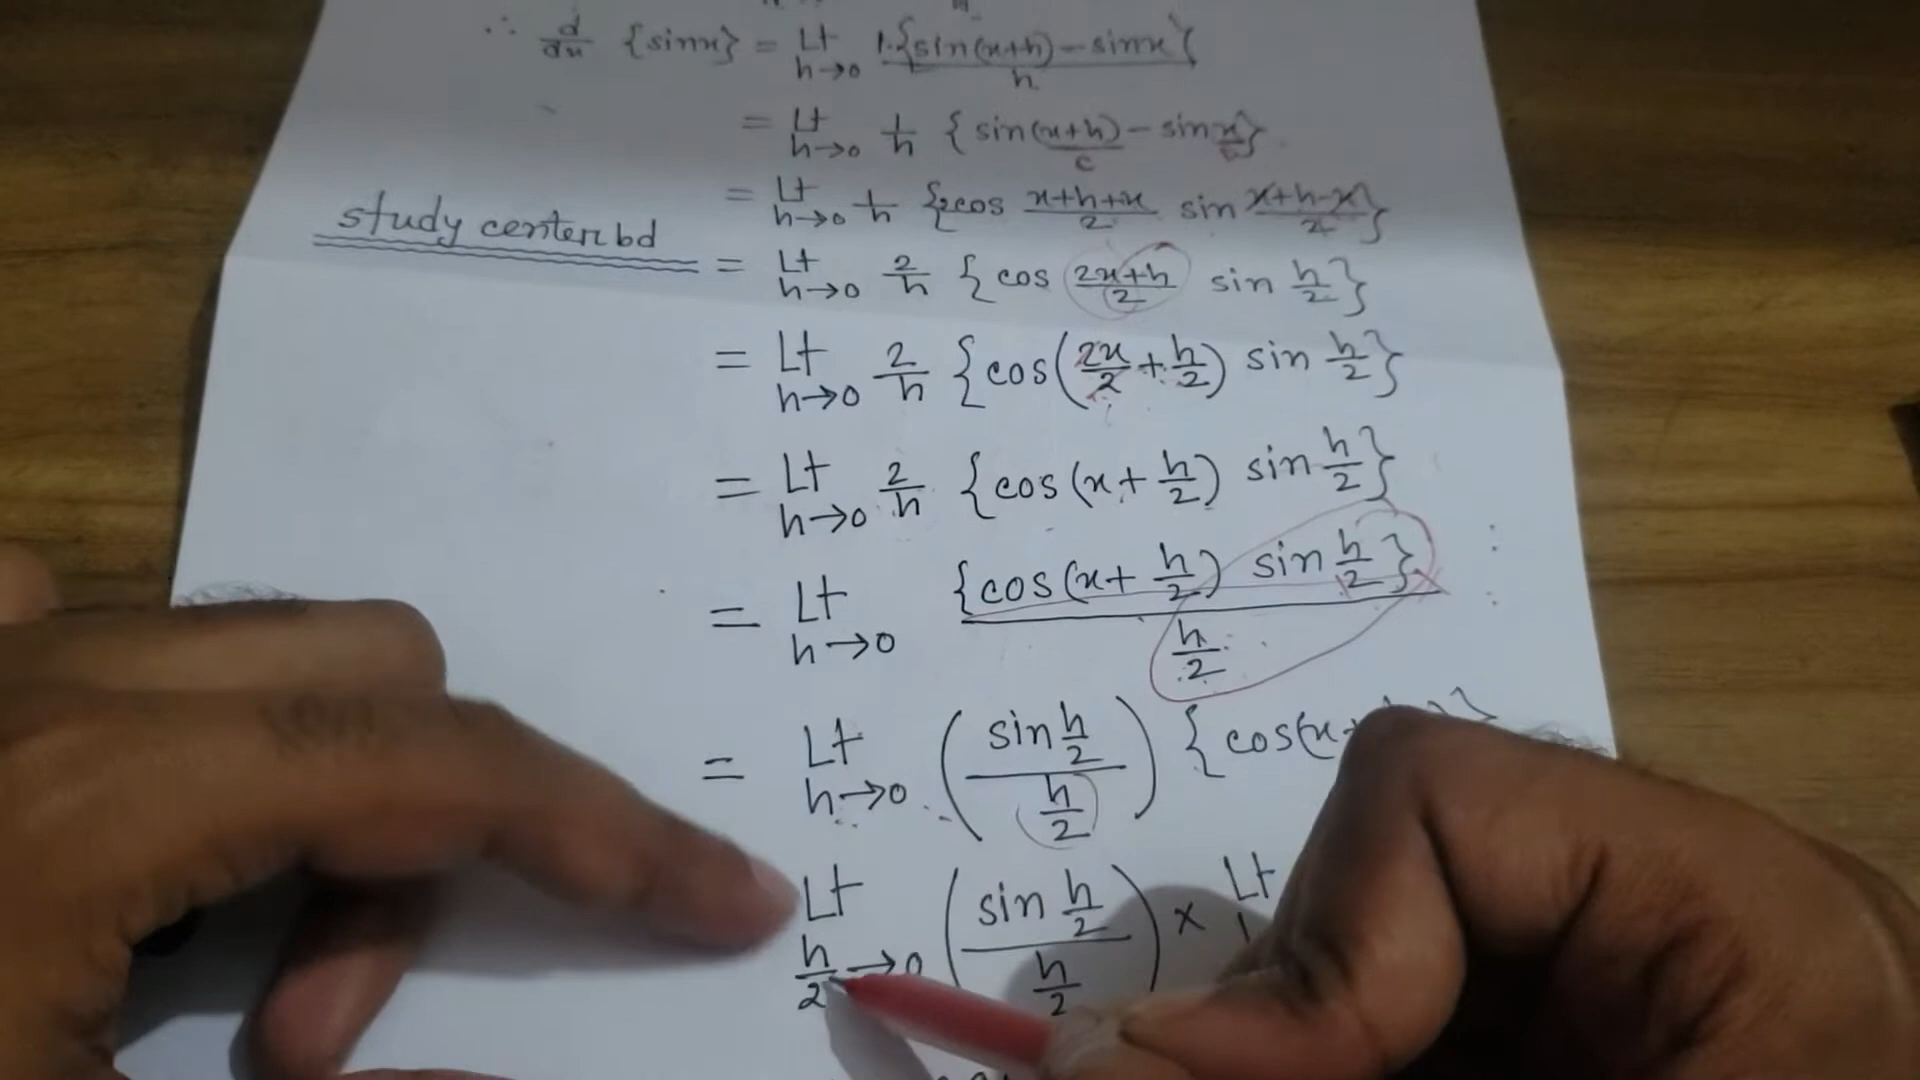 ∴ d/dx {sinx} = Lt h→0 1.{sin(x+h)-sinx}/h
= Lt h→0 1/h {sin(x+h)-sinx}
c
study center bd
= Lt h→0 1/h {2cos x+h+x/2 sin x+h-x/2}
= Lt h→0 2/h {cos 2x+h/2 sin h/2}
= Lt h→0 2/h {cos(2x/2+h/2) sin h/2}
= Lt h→0 2/h {cos(x+h/2) sin h/2}
= Lt h→0 {cos(x+h/2) sin h/2}/h/2
= Lt h→0 (sin h/2/h/2) {cos(x+
Lt h/2→0 (sin h/2/h/2) × Lt